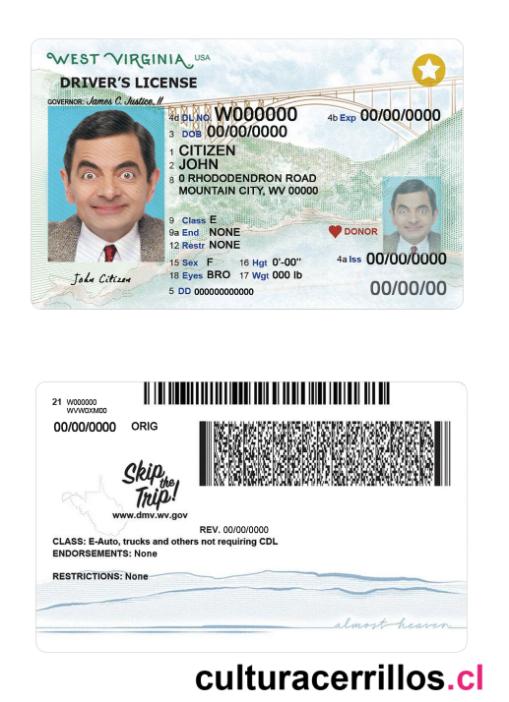 WEST VIRGINIA, USA
DRIVER'S LICENSE
GOVERNOR: James C. Justice, II
4d DL NO. W000000 4b Exp 00/00/0000
3 DOB 00/00/0000
1 CITIZEN
2 JOHN
8 0 RHODODENDRON ROAD
MOUNTAIN CITY, WV 00000
9 Class E
9a End NONE DONOR
12 Restr NONE
15 Sex F 16 Hgt 0'-00" 4a Iss 00/00/0000
18 Eyes BRO 17 Wgt 000 lb
John Citizen
5 DD 000000000000 00/00/00
21 W000000
WVW0XM00
00/00/0000 ORIG
Skip
the
Trip!
www.dmv.wv.gov
REV. 00/00/0000
CLASS: E-Auto, trucks and others not requiring CDL
ENDORSEMENTS: None
RESTRICTIONS: None
almost heaven
culturacerrillos.cl